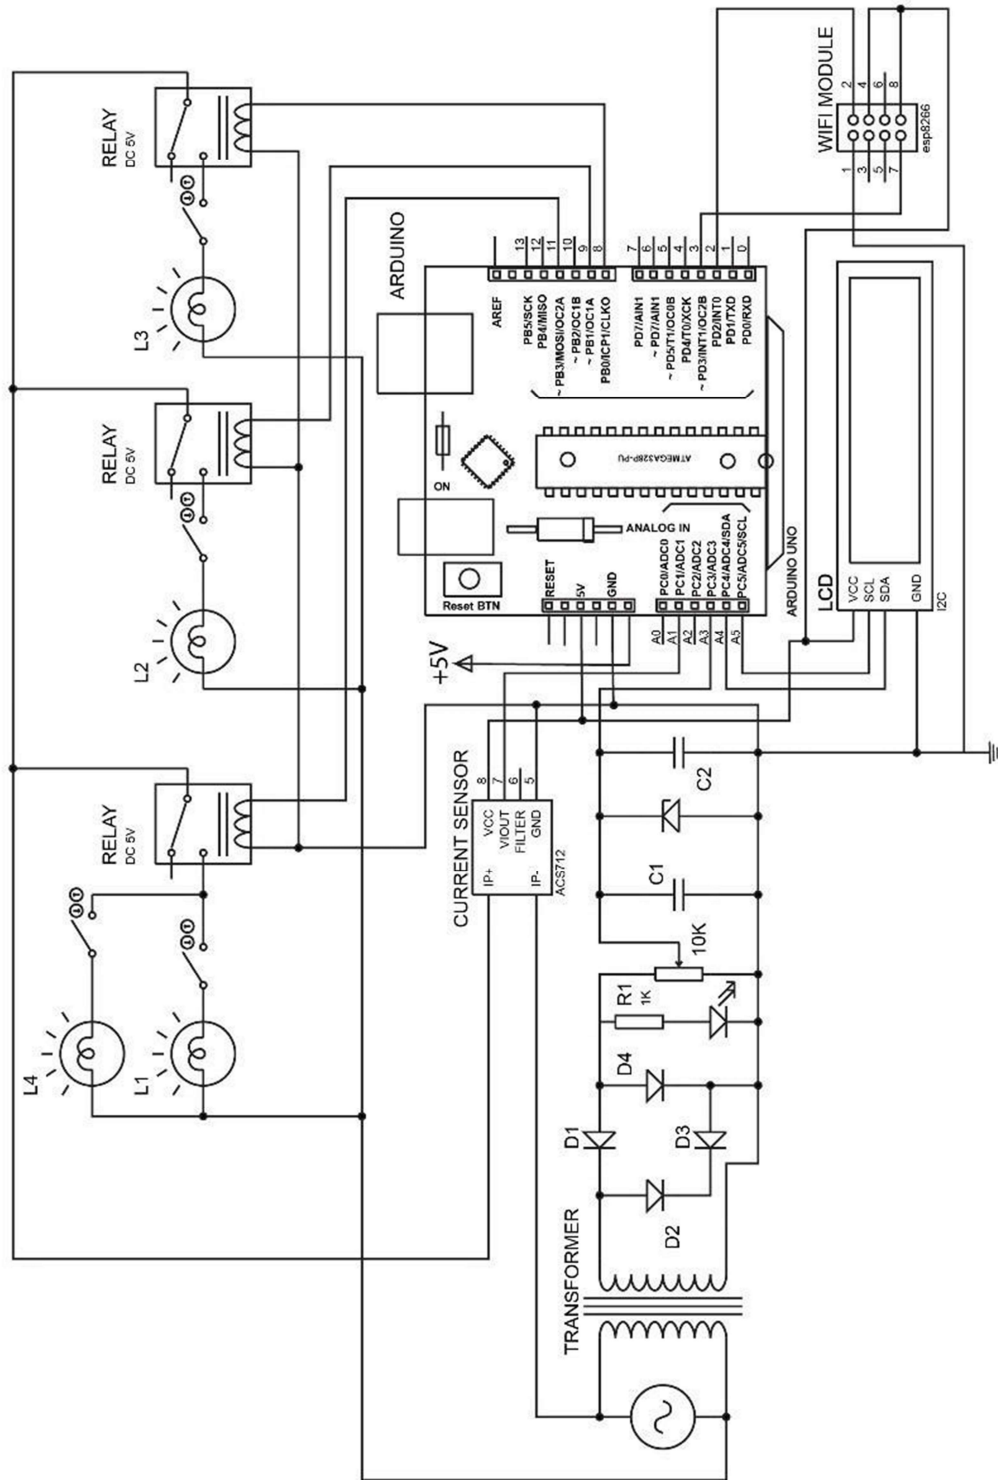 RELAY
DC 5V
L3
RELAY
DC 5V
L2
RELAY
DC 5V
L4
L1
ARDUINO
AREF
PB5/SCK
PB4/MISO
~ PB3/MOSI/OC2A
~ PB2/OC1B
~ PB1/OC1A
PB0/ICP1/CLKO
13
12
11
10
9
8
PD7//AIN1
~ PD7/AIN1
~ PD5/T1/OC0B
PD4/T0/XCK
~ PD3/INT1/OC2B
PD2/INT0
PD1/TXD
PD0/RXD
7
6
5
4
3
2
1
0
ON
ATMEGA328P-PU
ANALOG IN
Reset BTN
RESET
5V
GND
PC0/ADC0
PC1/ADC1
PC2/ADC2
PC3/ADC3
PC4/ADC4/SDA
PC5/ADC5/SCL
A0
A1
A2
A3
A4
A5
ARDUINO UNO
+5V
WIFI MODULE
esp8266
2
4
6
8
1
3
5
7
LCD
VCC
SCL
SDA
GND
I2C
CURRENT SENSOR
8
7
6
5
VCC
VIOUT
FILTER
GND
IP+
IP-
ACS712
C2
C1
10K
R1
1K
D4
D1
D3
D2
TRANSFORMER